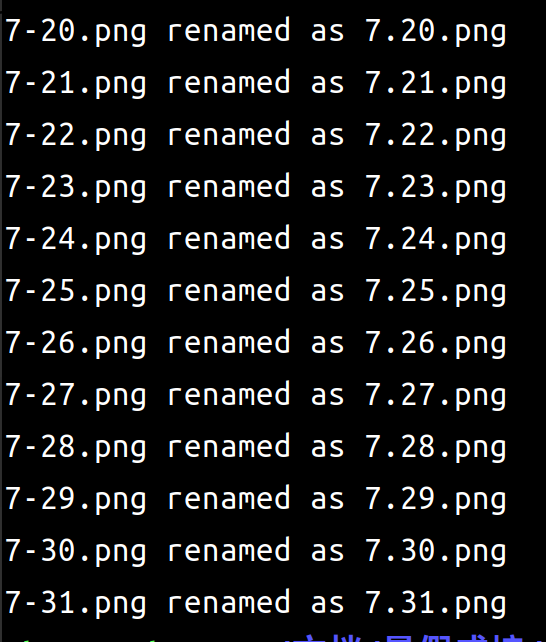 7-20.png renamed as 7.20.png
7-21.png renamed as 7.21.png
7-22.png renamed as 7.22.png
7-23.png renamed as 7.23.png
7-24.png renamed as 7.24.png
7-25.png renamed as 7.25.png
7-26.png renamed as 7.26.png
7-27.png renamed as 7.27.png
7-28.png renamed as 7.28.png
7-29.png renamed as 7.29.png
7-30.png renamed as 7.30.png
7-31.png renamed as 7.31.png